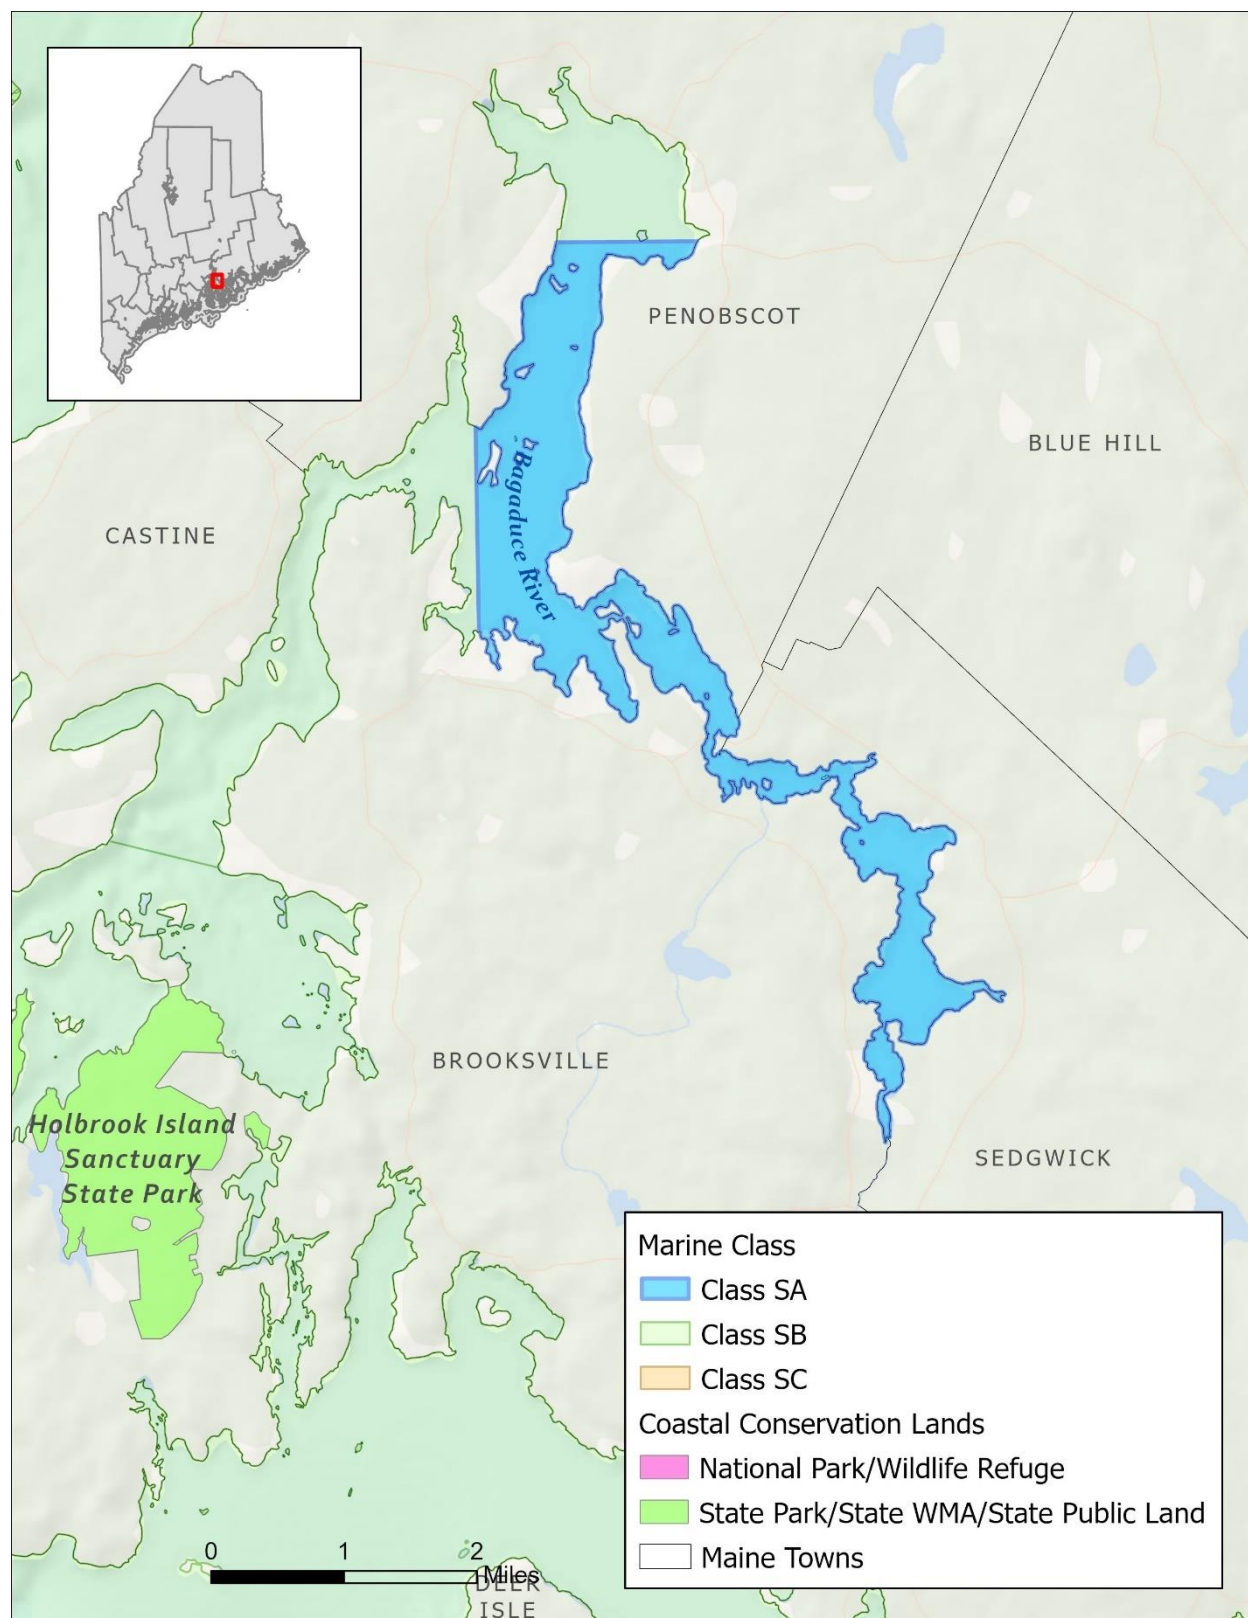 PENOBSCOT
BLUE HILL
Bagaduce River
CASTINE
BROOKSVILLE
Holbrook Island
Sanctuary
State Park
SEDGWICK
Marine Class
Class SA
Class SB
Class SC
Coastal Conservation Lands
National Park/Wildlife Refuge
State Park/State WMA/State Public Land
Maine Towns
0 1 2
Miles
DEER
ISLE